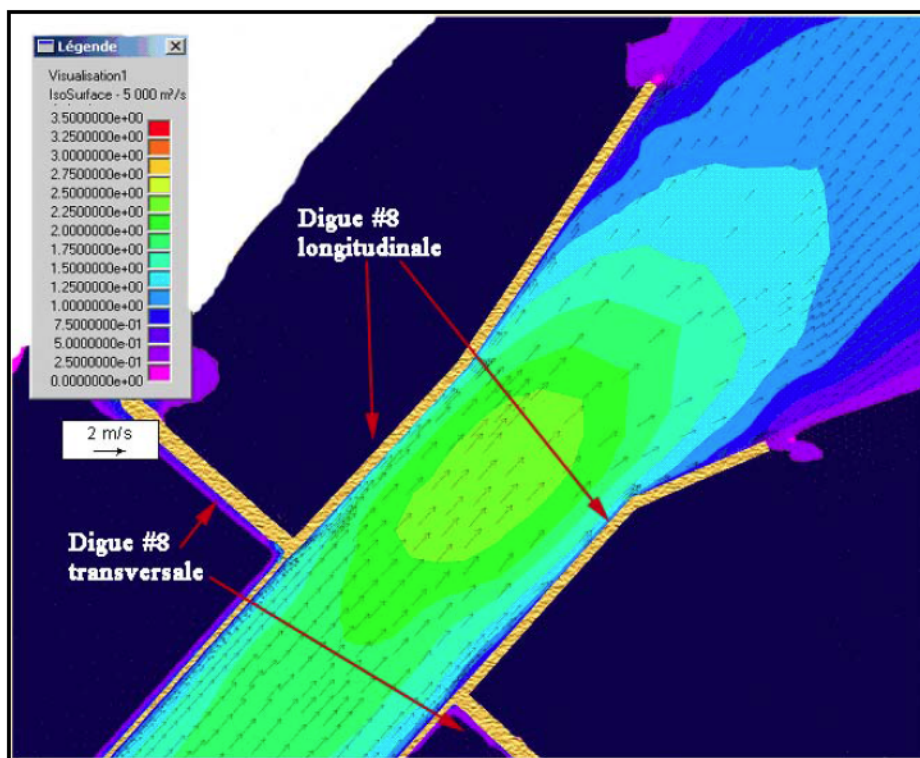 Légende
Visualisation1
IsoSurface - 5 000 m³/s
3.5000000e+00
3.2500000e+00
3.0000000e+00
2.7500000e+00
2.5000000e+00
2.2500000e+00
2.0000000e+00
1.7500000e+00
1.5000000e+00
1.2500000e+00
1.0000000e+00
7.5000000e-01
5.0000000e-01
2.5000000e-01
0.0000000e+00
2 m/s
Digue #8
longitudinale
Digue #8
transversale